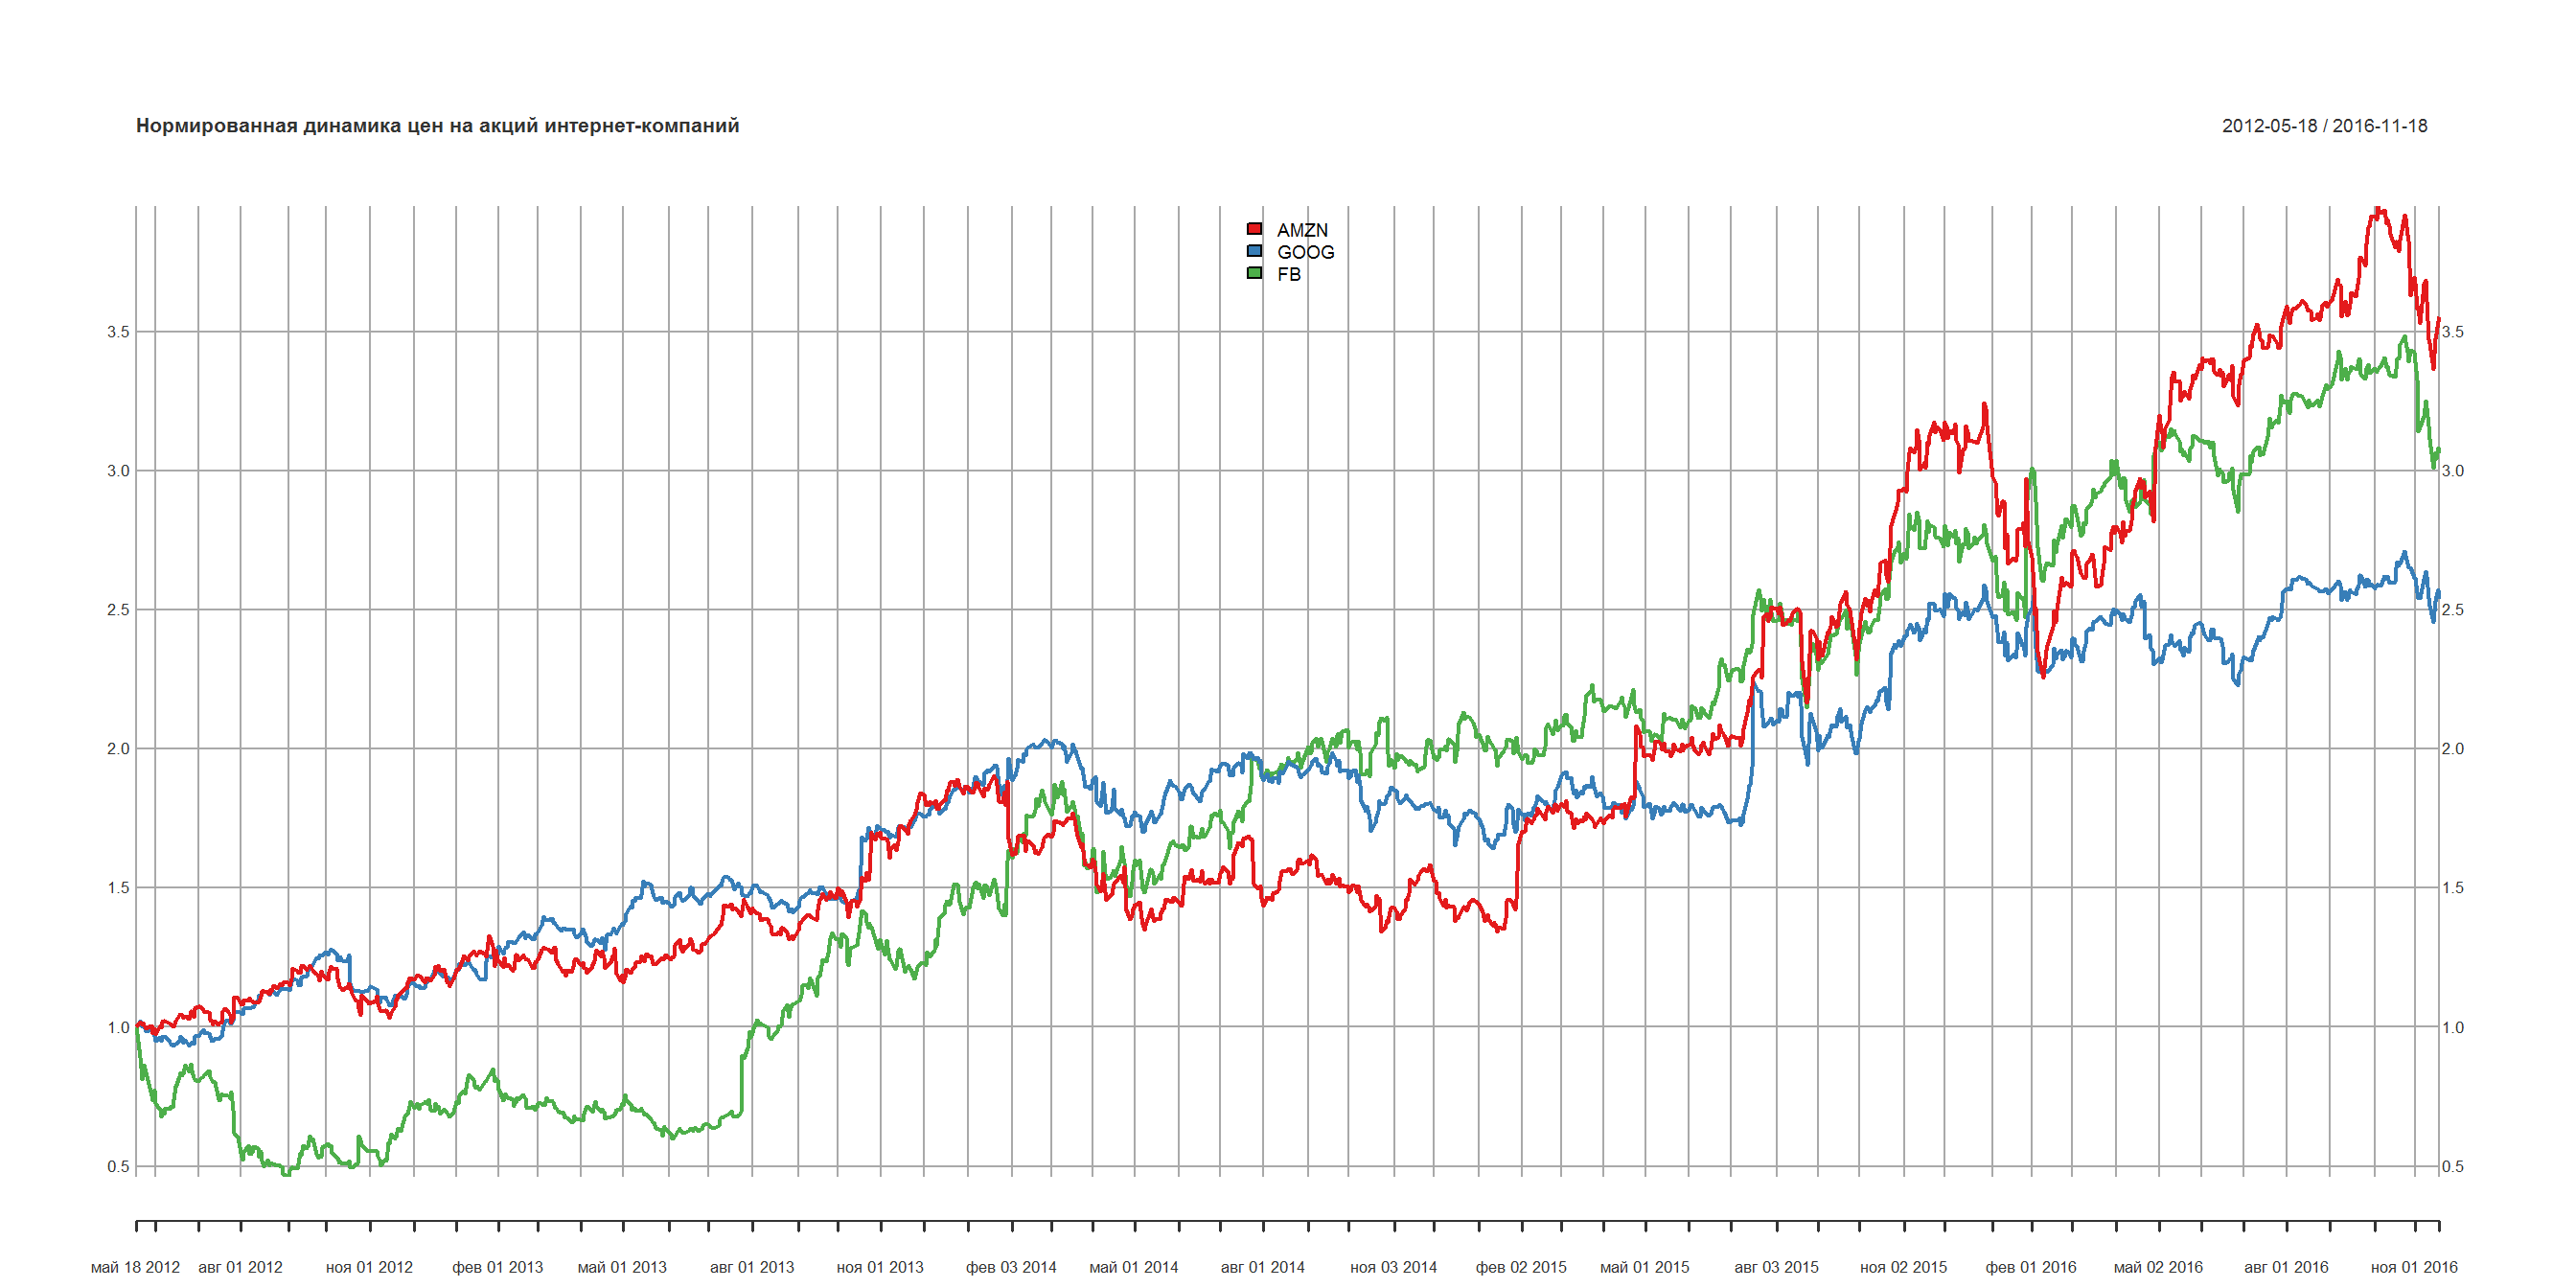 Нормированная динамика цен на акций интернет-компаний
2012-05-18 / 2016-11-18
AMZN
GOOG
FB
3.5 3.5
3.0 3.0
2.5 2.5
2.0 2.0
1.5 1.5
1.0 1.0
0.5 0.5
май 18 2012 авг 01 2012 ноя 01 2012 фев 01 2013 май 01 2013 авг 01 2013 ноя 01 2013 фев 03 2014 май 01 2014 авг 01 2014 ноя 03 2014 фев 02 2015 май 01 2015 авг 03 2015 ноя 02 2015 фев 01 2016 май 02 2016 авг 01 2016 ноя 01 2016